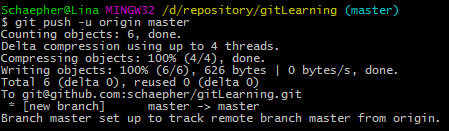 Schaepher@Lina MINGW32 /d/repository/gitLearning (master)
$ git push -u origin master
Counting objects: 6, done.
Delta compression using up to 4 threads.
Compressing objects: 100% (4/4), done.
Writing objects: 100% (6/6), 626 bytes | 0 bytes/s, done.
Total 6 (delta 0), reused 0 (delta 0)
To git@github.com:schaepher/gitLearning.git
 * [new branch]      master -> master
Branch master set up to track remote branch master from origin.